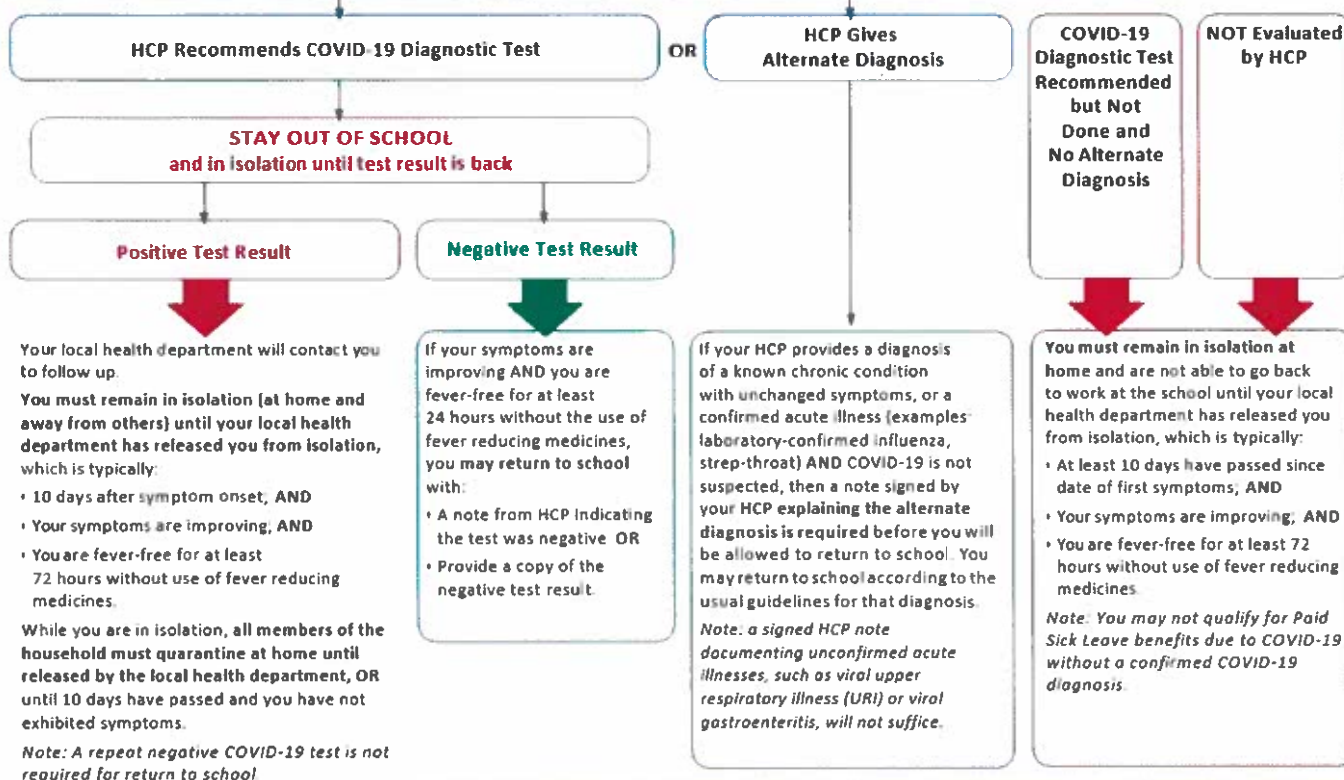 HCP Recommends COVID-19 Diagnostic Test
OR
HCP Gives
Alternate Diagnosis
COVID-19
Diagnostic Test
Recommended
but Not
Done and
No Alternate
Diagnosis
NOT Evaluated
by HCP
STAY OUT OF SCHOOL
and in isolation until test result is back
Positive Test Result
Negative Test Result
Your local health department will contact you
to follow up.
You must remain in isolation (at home and
away from others) until your local health
department has released you from isolation,
which is typically:
• 10 days after symptom onset; AND
• Your symptoms are improving; AND
• You are fever-free for at least
72 hours without use of fever reducing
medicines.
While you are in isolation, all members of the
household must quarantine at home until
released by the local health department, OR
until 10 days have passed and you have not
exhibited symptoms.
Note: A repeat negative COVID-19 test is not
required for return to school.
If your symptoms are
improving AND you are
fever-free for at least
24 hours without the use of
fever reducing medicines,
you may return to school
with:
• A note from HCP Indicating
the test was negative OR
• Provide a copy of the
negative test result.
If your HCP provides a diagnosis
of a known chronic condition
with unchanged symptoms, or a
confirmed acute illness (examples
laboratory-confirmed influenza,
strep-throat) AND COVID-19 is not
suspected, then a note signed by
your HCP explaining the alternate
diagnosis is required before you will
be allowed to return to school. You
may return to school according to the
usual guidelines for that diagnosis.
Note: a signed HCP note
documenting unconfirmed acute
illnesses, such as viral upper
respiratory illness (URI) or viral
gastroenteritis, will not suffice.
You must remain in isolation at
home and are not able to go back
to work at the school until your local
health department has released you
from isolation, which is typically:
• At least 10 days have passed since
date of first symptoms; AND
• Your symptoms are improving; AND
• You are fever-free for at least 72
hours without use of fever reducing
medicines.
Note: You may not qualify for Paid
Sick Leave benefits due to COVID-19
without a confirmed COVID-19
diagnosis.